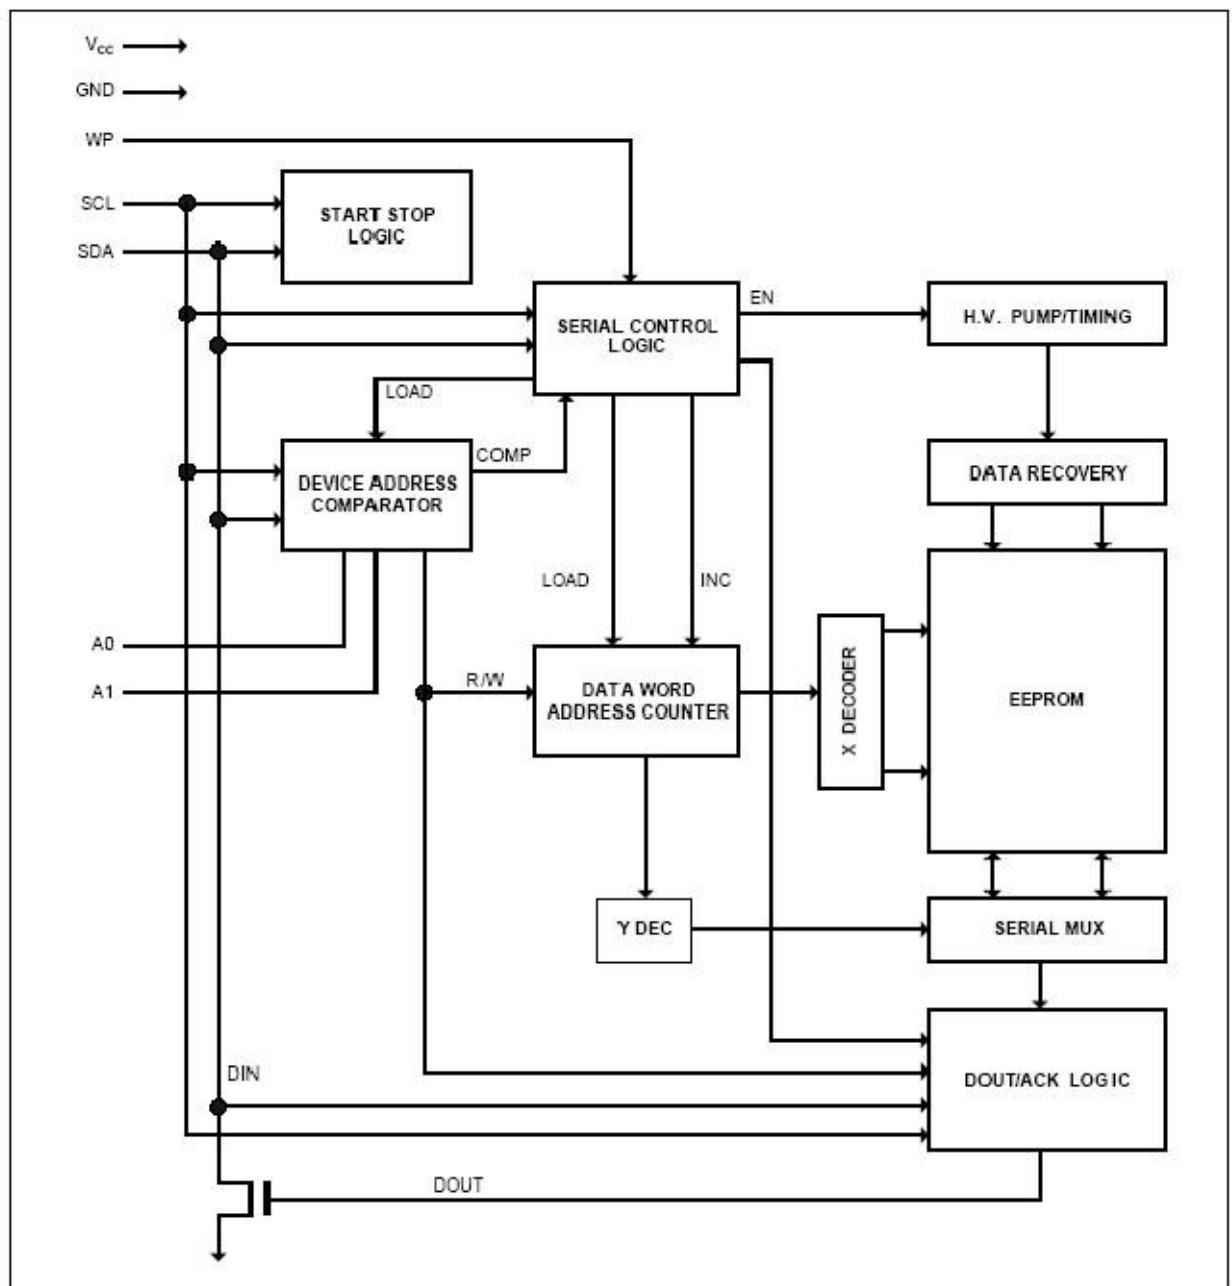 Vcc
GND
WP
SCL
SDA
START STOP
LOGIC
SERIAL CONTROL
LOGIC
EN
H.V. PUMP/TIMING
LOAD
COMP
DEVICE ADDRESS
COMPARATOR
DATA RECOVERY
LOAD
INC
A0
A1
R/W
DATA WORD
ADDRESS COUNTER
X DECODER
EEPROM
Y DEC
SERIAL MUX
DIN
DOUT/ACK LOGIC
DOUT